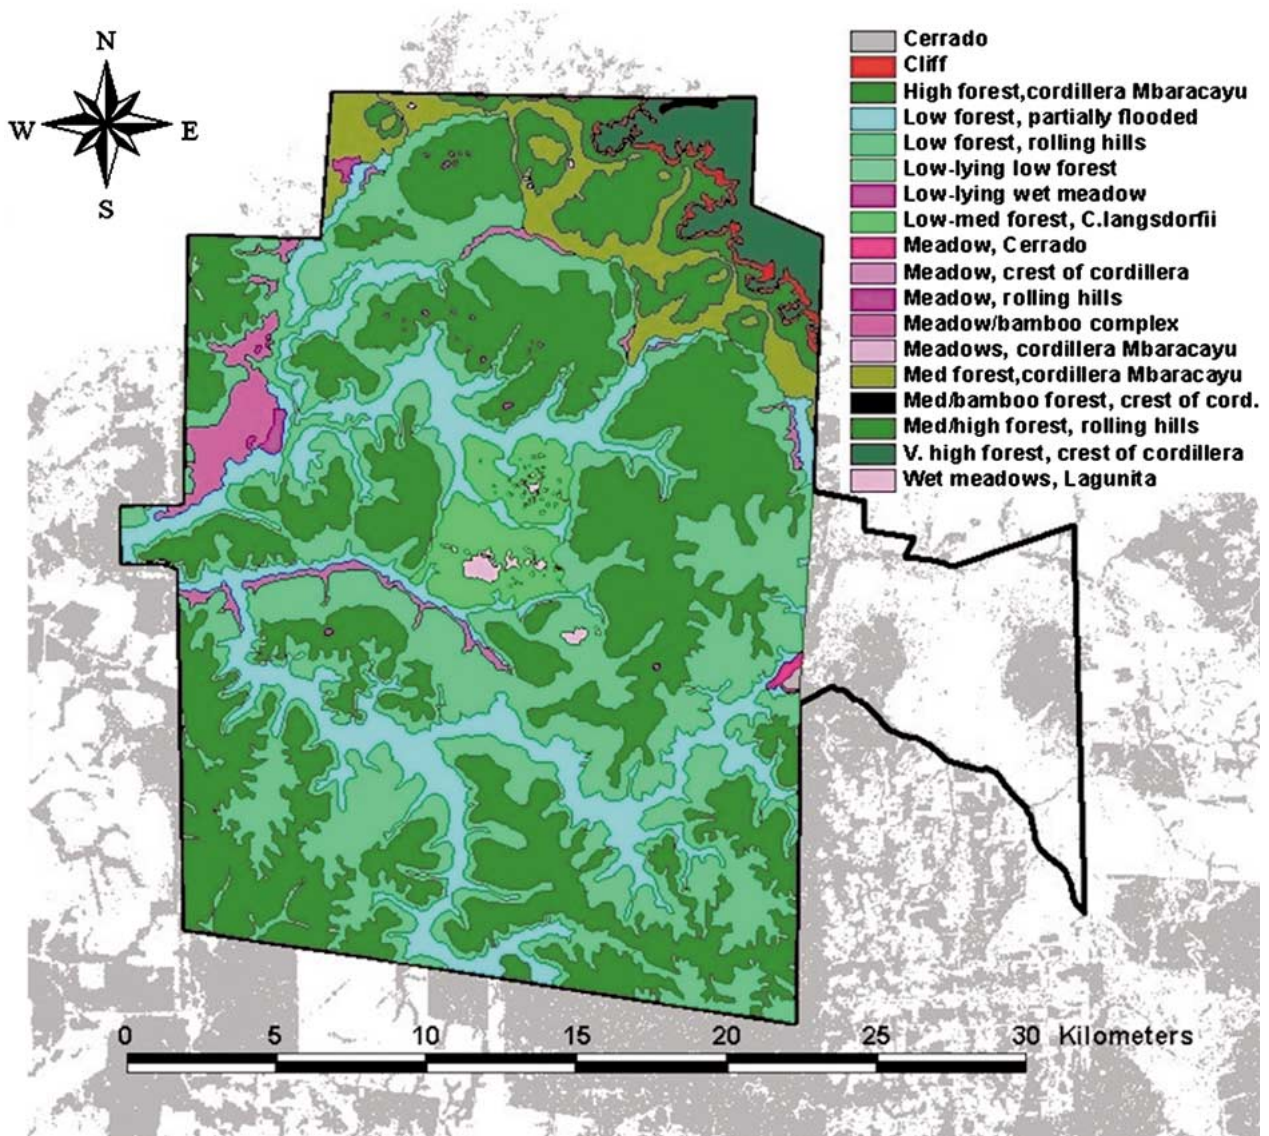 N
W E
S
Cerrado
Cliff
High forest,cordillera Mbaracayu
Low forest, partially flooded
Low forest, rolling hills
Low-lying low forest
Low-lying wet meadow
Low-med forest, C.langsdorfii
Meadow, Cerrado
Meadow, crest of cordillera
Meadow, rolling hills
Meadow/bamboo complex
Meadows, cordillera Mbaracayu
Med forest,cordillera Mbaracayu
Med/bamboo forest, crest of cord.
Med/high forest, rolling hills
V. high forest, crest of cordillera
Wet meadows, Lagunita
0 5 10 15 20 25 30 Kilometers